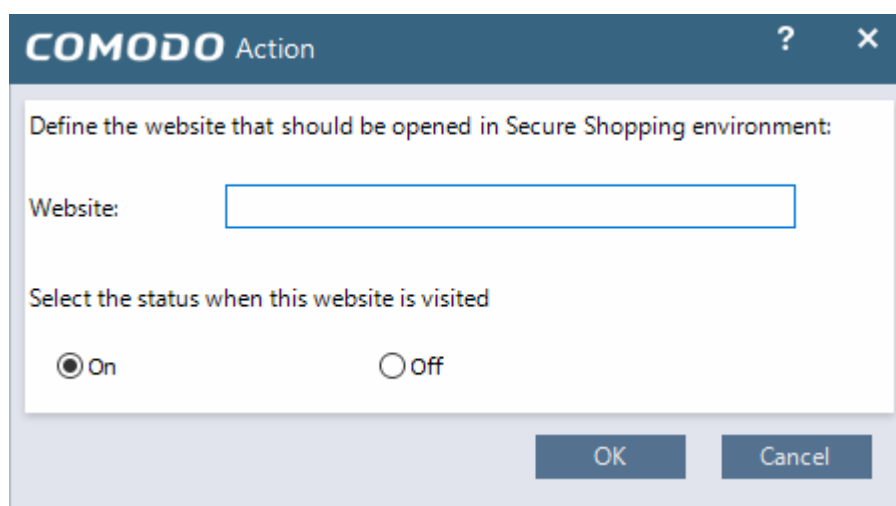 COMODO Action ? ×
Define the website that should be opened in Secure Shopping environment:
Website:
Select the status when this website is visited
On Off
OK Cancel